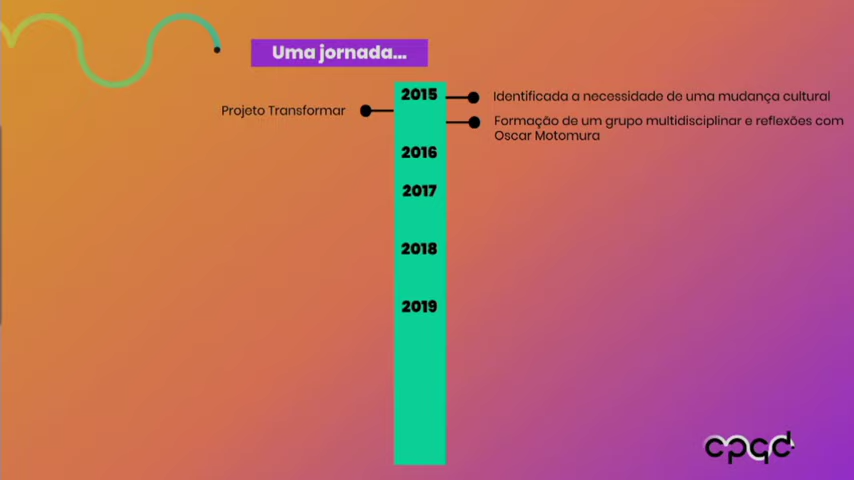 Uma jornada...
2015
Identificada a necessidade de uma mudança cultural
Projeto Transformar
Formação de um grupo multidisciplinar e reflexões com
Oscar Motomura
2016
2017
2018
2019
cpqd